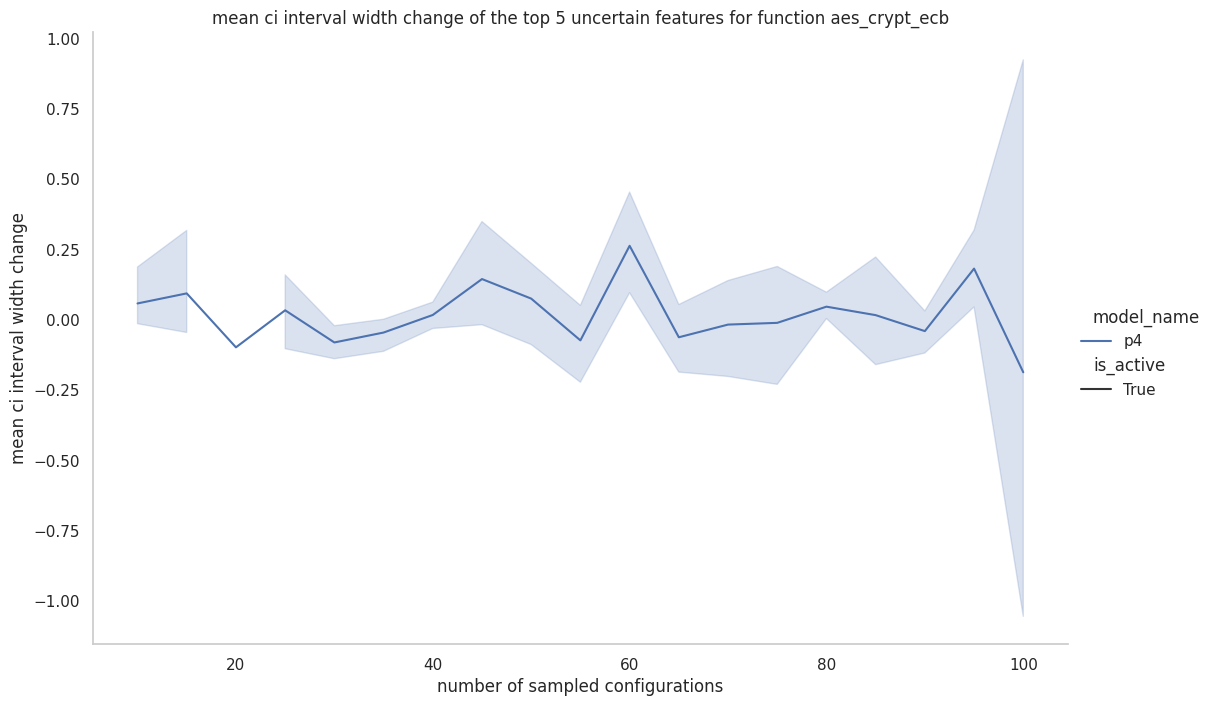 mean ci interval width change of the top 5 uncertain features for function aes_crypt_ecb
1.00
0.75
0.50
0.25
0.00
−0.25
−0.50
−0.75
−1.00
mean ci interval width change
20
40
60
80
100
number of sampled configurations
model_name
p4
is_active
True